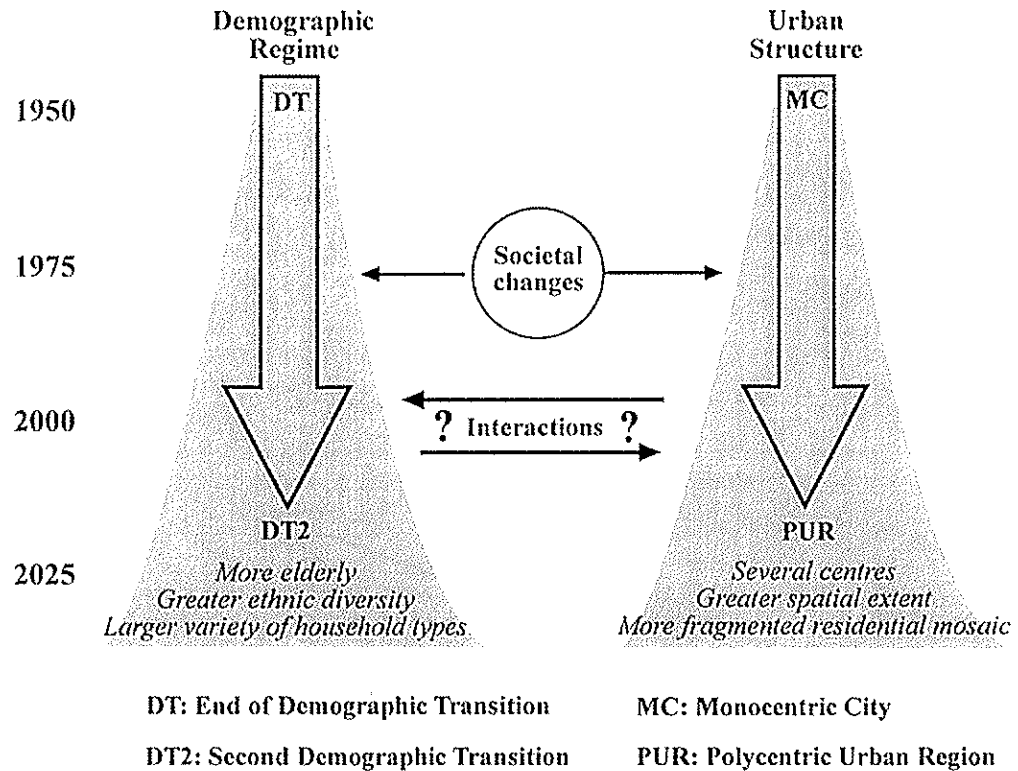 Demographic
Regime
Urban
Structure
1950
DT
MC
1975
Societal
changes
2000
? Interactions ?
DT2
PUR
2025
More elderly
Greater ethnic diversity
Larger variety of household types
Several centres
Greater spatial extent
More fragmented residential mosaic
DT: End of Demographic Transition
MC: Monocentric City
DT2: Second Demographic Transition
PUR: Polycentric Urban Region